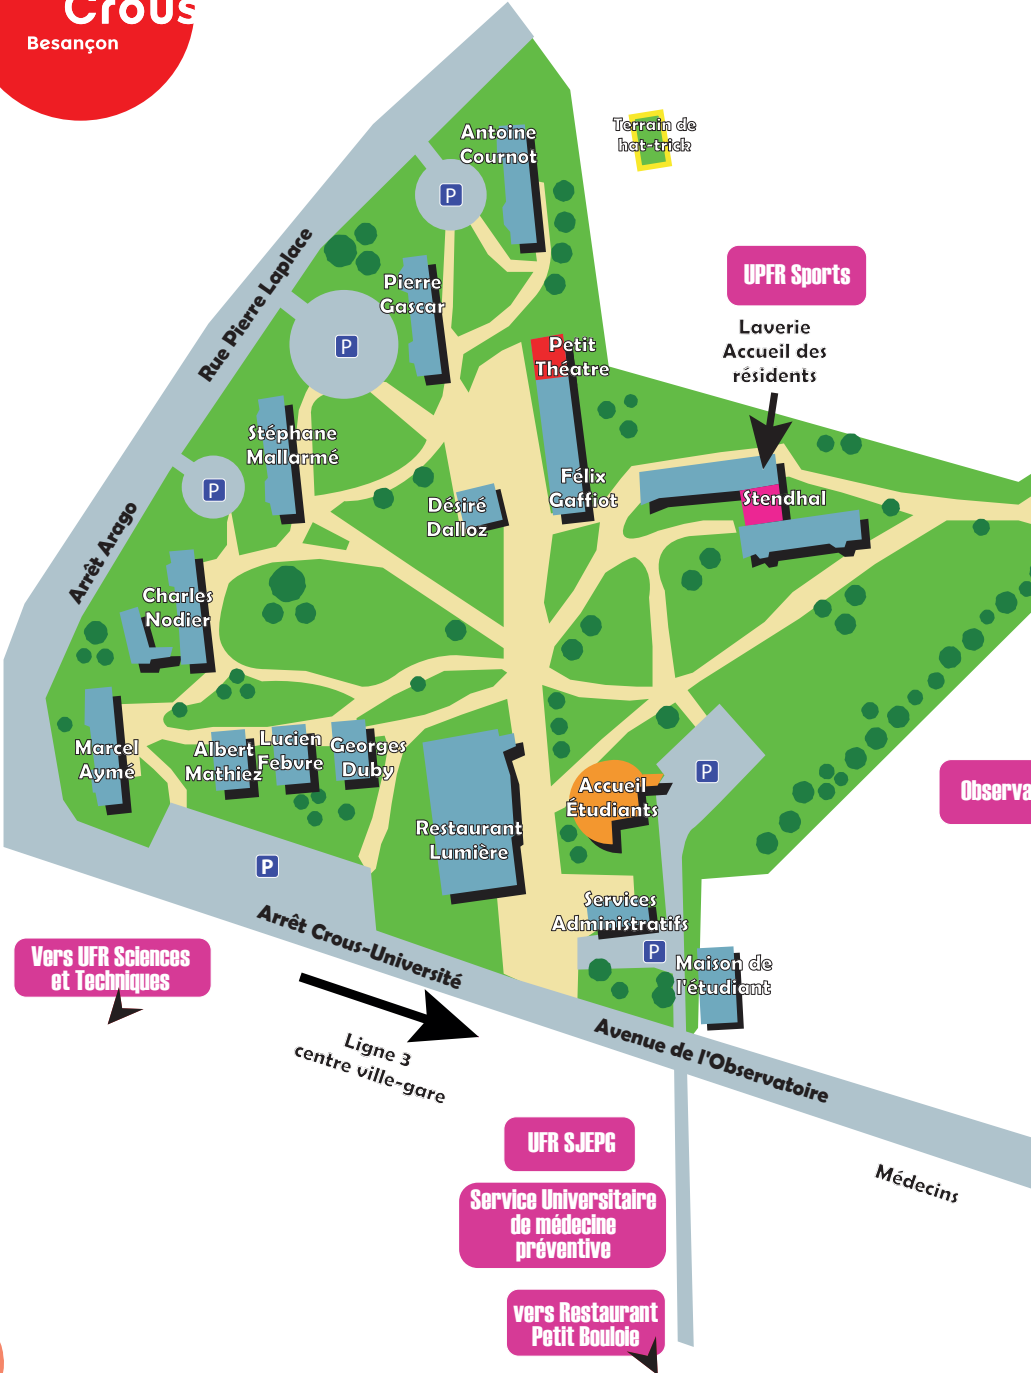 Crous
Besançon
Antoine
Cournot
Terrain de
hat-trick
P
Rue Pierre Laplace
Pierre
Gascar
P
UPFR Sports
Laverie
Accueil des
résidents
Petit
Théatre
Stéphane
Mallarmé
P
Félix
Gaffiot
Désiré
Dalloz
Stendhal
Arrêt Arago
Charles
Nodier
Marcel
Aymé
Albert
Mathiez
Lucien
Febvre
Georges
Duby
P
Accueil
Étudiants
Restaurant
Lumière
Observa
P
Services
Administratifs
P
Maison de
l'étudiant
Arrêt Crous-Université
Vers UFR Sciences
et Techniques
Ligne 3
centre ville-gare
Avenue de l'Observatoire
UFR SJEPG
Médecins
Service Universitaire
de médecine
préventive
vers Restaurant
Petit Bouloie